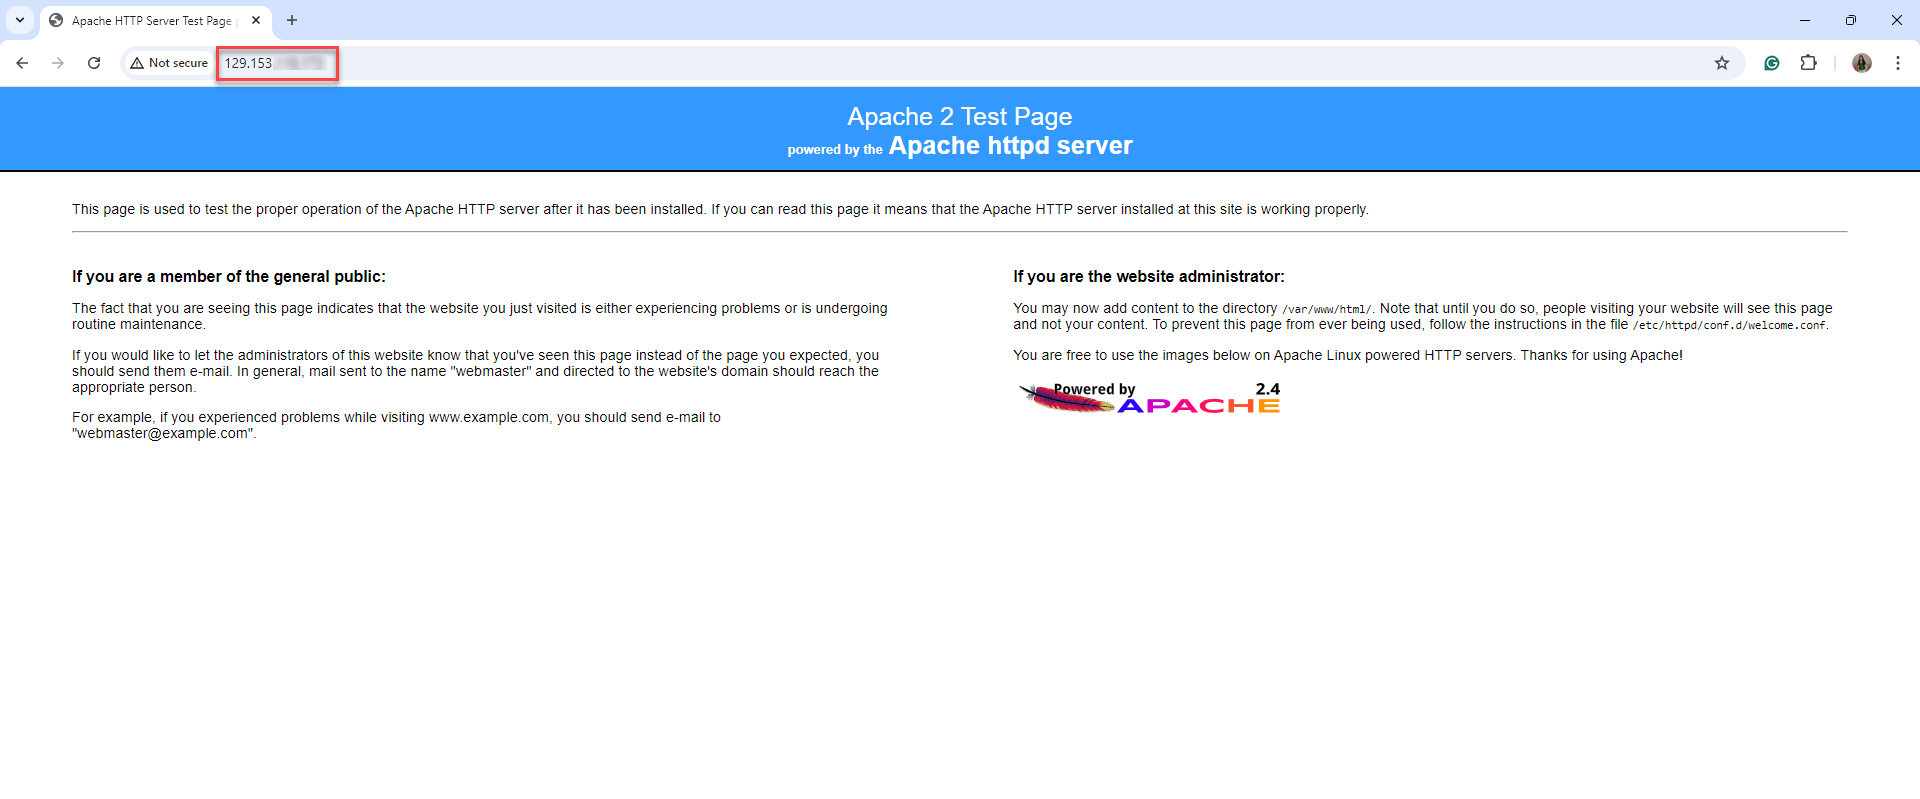 Apache HTTP Server Test Page
Not secure
129.153
Apache 2 Test Page
powered by the Apache httpd server
This page is used to test the proper operation of the Apache HTTP server after it has been installed. If you can read this page it means that the Apache HTTP server installed at this site is working properly.
If you are a member of the general public:
The fact that you are seeing this page indicates that the website you just visited is either experiencing problems or is undergoing
routine maintenance.
If you would like to let the administrators of this website know that you've seen this page instead of the page you expected, you
should send them e-mail. In general, mail sent to the name "webmaster" and directed to the website's domain should reach the
appropriate person.
For example, if you experienced problems while visiting www.example.com, you should send e-mail to
"webmaster@example.com".
If you are the website administrator:
You may now add content to the directory /var/www/html/. Note that until you do so, people visiting your website will see this page
and not your content. To prevent this page from ever being used, follow the instructions in the file /etc/httpd/conf.d/welcome.conf.
You are free to use the images below on Apache Linux powered HTTP servers. Thanks for using Apache!
Powered by 2.4
APACHE